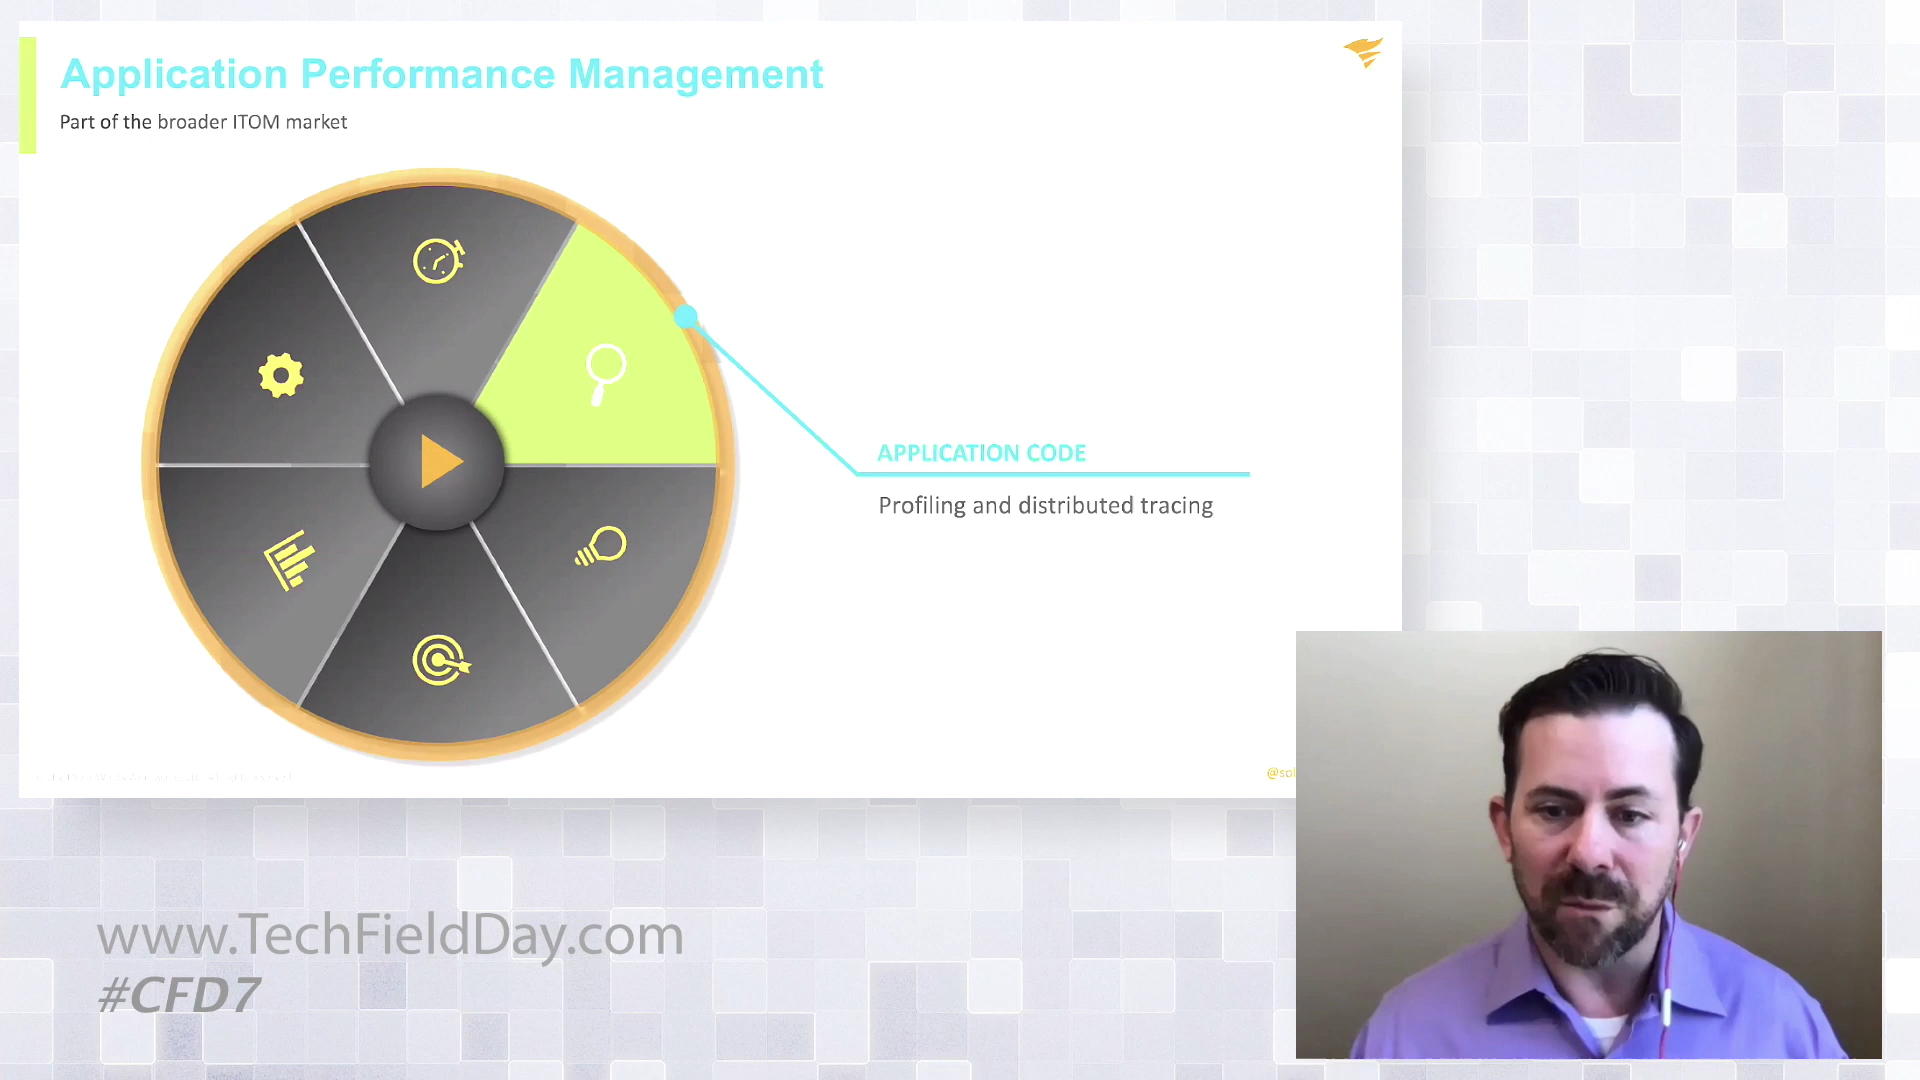 Application Performance Management
Part of the broader ITOM market
APPLICATION CODE
Profiling and distributed tracing
www.TechFieldDay.com
#CFD7